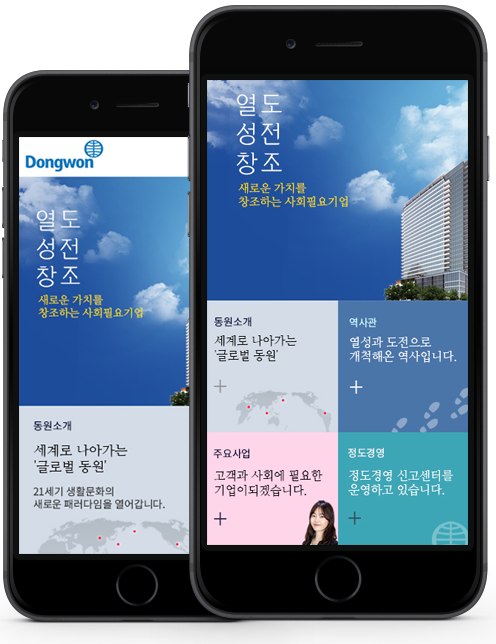 Dongwon
열도
성전
창조
새로운 가치를
창조하는 사회필요기업
동원소개
세계로 나아가는
'글로벌 동원'
21세기 생활문화의
새로운 패러다임을 열어갑니다.
열도
성전
창조
새로운 가치를
창조하는 사회필요기업
동원소개
세계로 나아가는
'글로벌 동원'
역사관
열성과 도전으로
개척해온 역사입니다.
주요사업
고객과 사회에 필요한
기업이되겠습니다.
정도경영
정도경영 신고센터를
운영하고 있습니다.